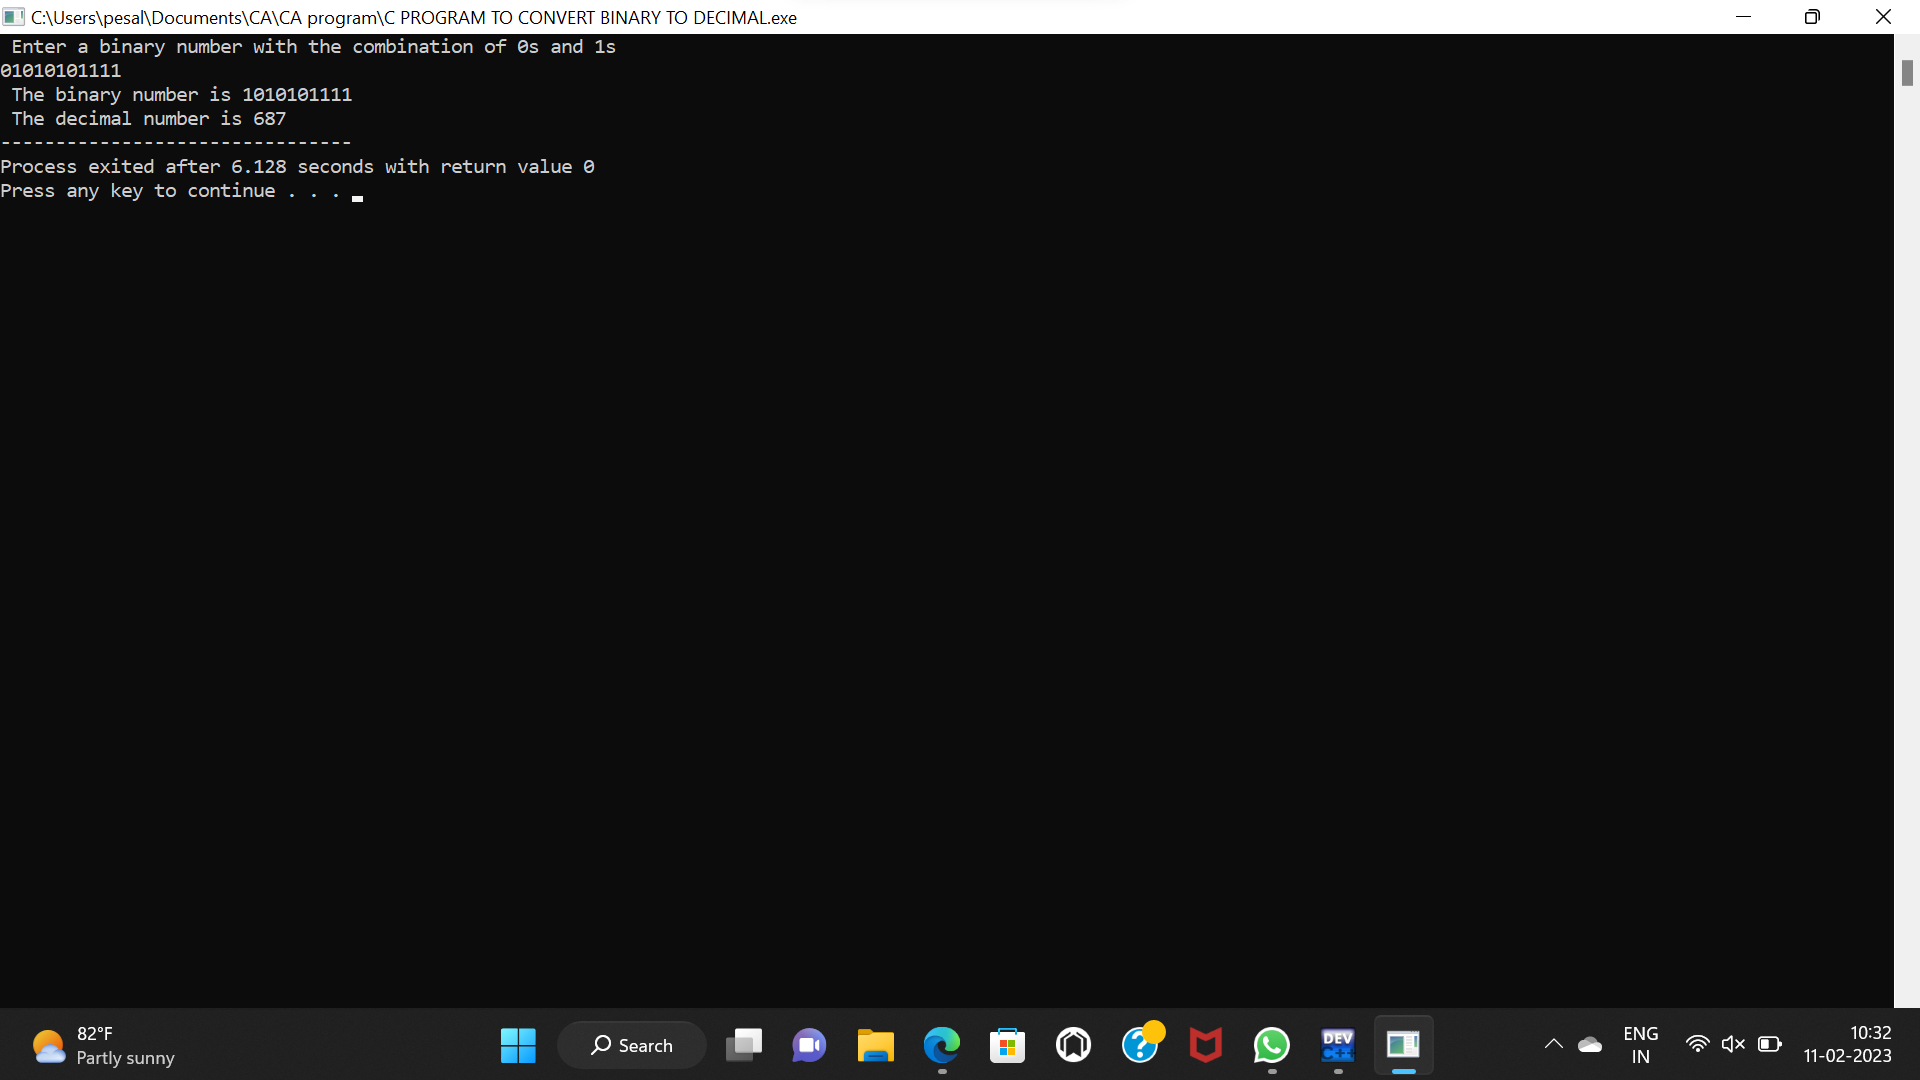 C:\Users\pesal\Documents\CA\CA program\C PROGRAM TO CONVERT BINARY TO DECIMAL.exe
Enter a binary number with the combination of 0s and 1s
01010101111
The binary number is 1010101111
The decimal number is 687
--------------------------------
Process exited after 6.128 seconds with return value 0
Press any key to continue . . .
82°F
Partly sunny
Search
DEV
C++
ENG
IN
10:32
11-02-2023